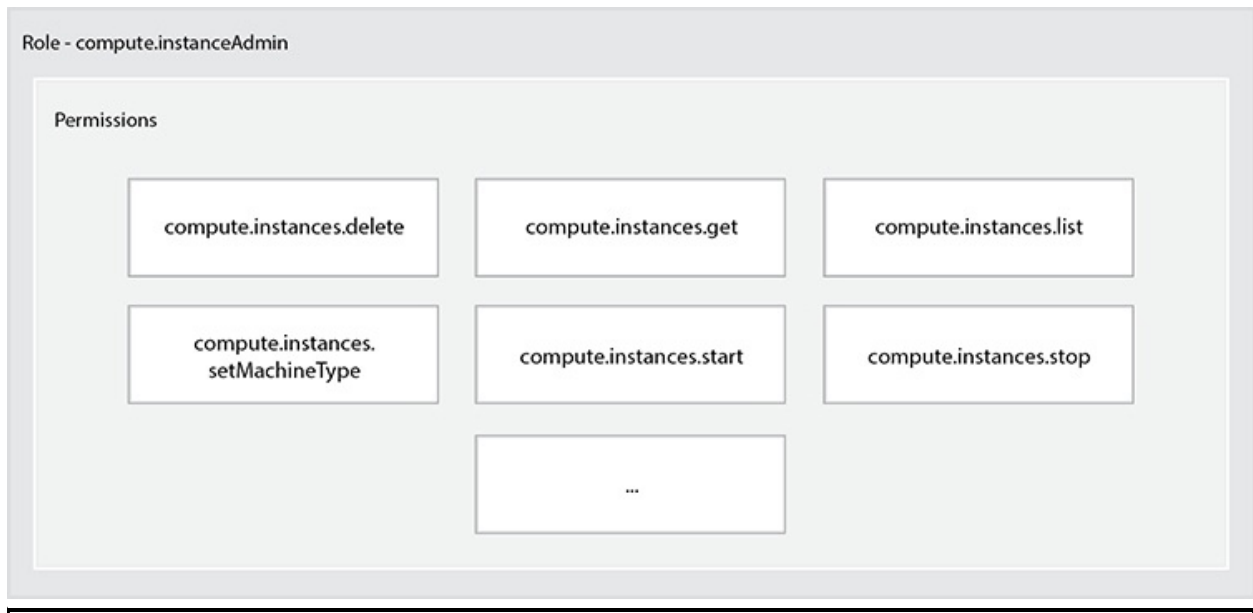 Role - compute.instanceAdmin
Permissions
compute.instances.delete
compute.instances.get
compute.instances.list
compute.instances.
setMachineType
compute.instances.start
compute.instances.stop
...